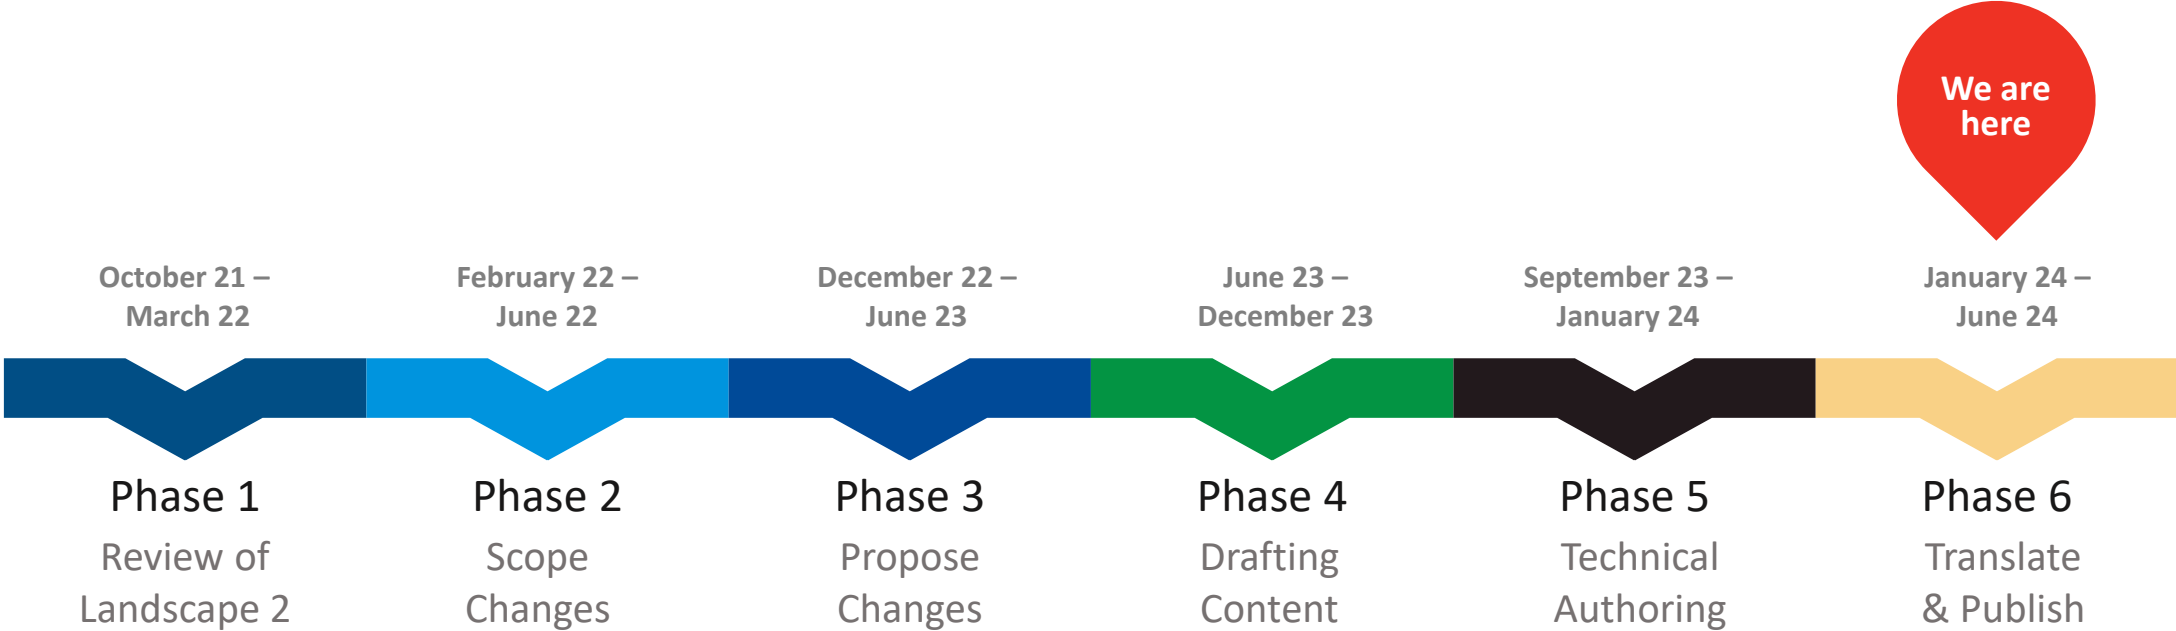 We are
here
October 21 –
March 22
February 22 –
June 22
December 22 –
June 23
June 23 –
December 23
September 23 –
January 24
January 24 –
June 24
Phase 1
Review of
Landscape 2
Phase 2
Scope
Changes
Phase 3
Propose
Changes
Phase 4
Drafting
Content
Phase 5
Technical
Authoring
Phase 6
Translate
& Publish